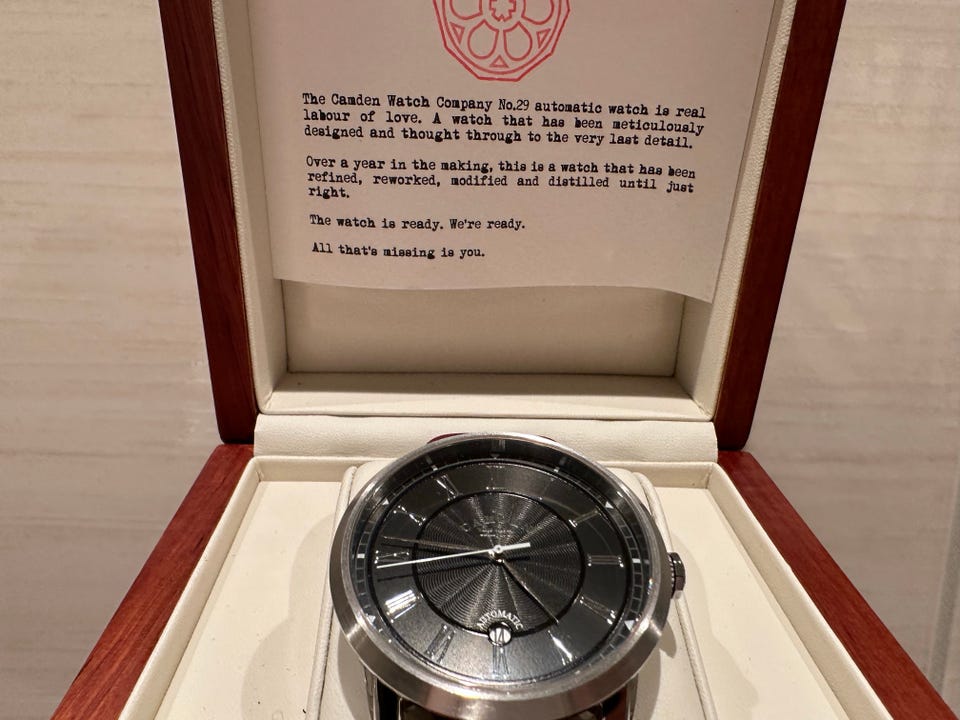 The Camden Watch Company No.29 automatic watch is real
labour of love. A watch that has been meticulously
designed and thought through to the very last detail.
Over a year in the making, this is a watch that has been
refined, reworked, modified and distilled until just
right.
The watch is ready. We're ready.
All that's missing is you.
AUTOMATIC